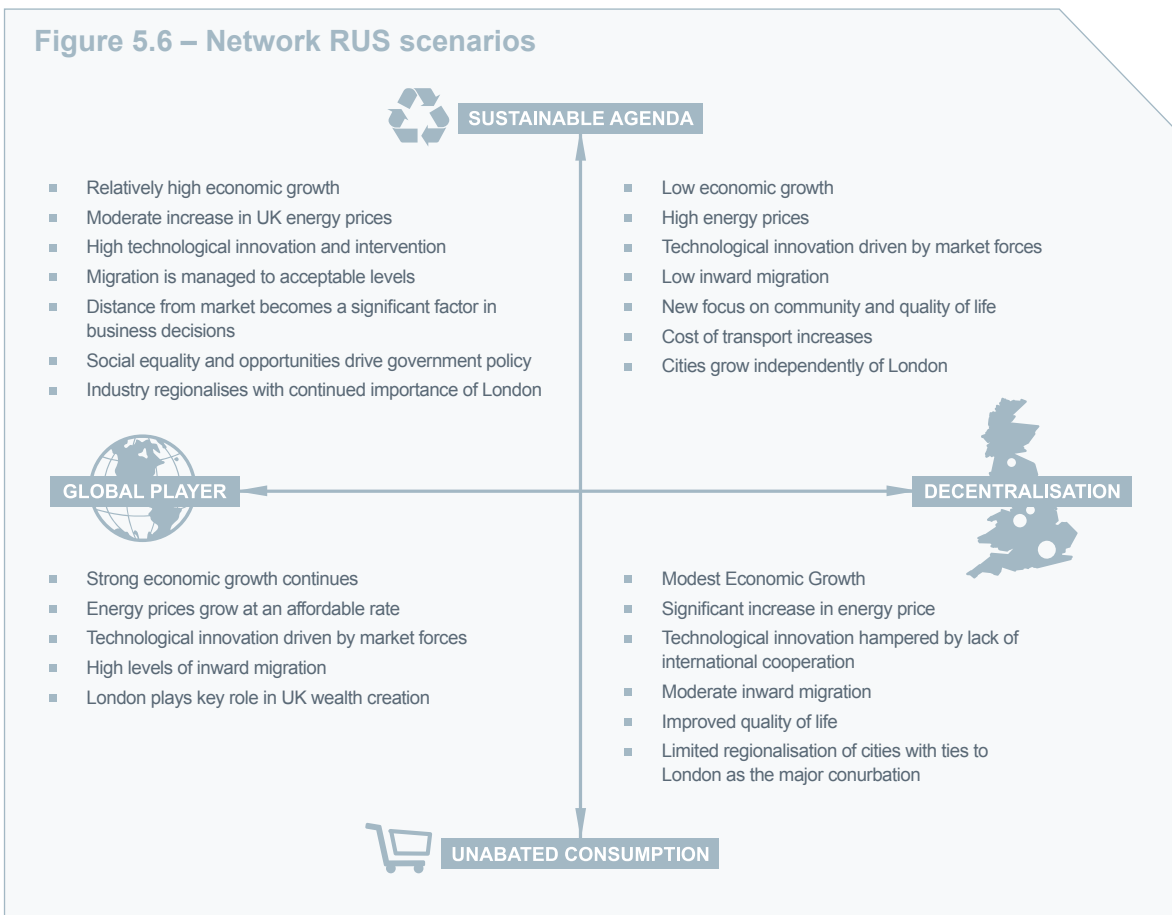 Figure 5.6 – Network RUS scenarios
SUSTAINABLE AGENDA
Relatively high economic growth
Moderate increase in UK energy prices
High technological innovation and intervention
Migration is managed to acceptable levels
Distance from market becomes a significant factor in
business decisions
Social equality and opportunities drive government policy
Industry regionalises with continued importance of London
Low economic growth
High energy prices
Technological innovation driven by market forces
Low inward migration
New focus on community and quality of life
Cost of transport increases
Cities grow independently of London
GLOBAL PLAYER
DECENTRALISATION
Strong economic growth continues
Energy prices grow at an affordable rate
Technological innovation driven by market forces
High levels of inward migration
London plays key role in UK wealth creation
Modest Economic Growth
Significant increase in energy price
Technological innovation hampered by lack of
international cooperation
Moderate inward migration
Improved quality of life
Limited regionalisation of cities with ties to
London as the major conurbation
UNABATED CONSUMPTION